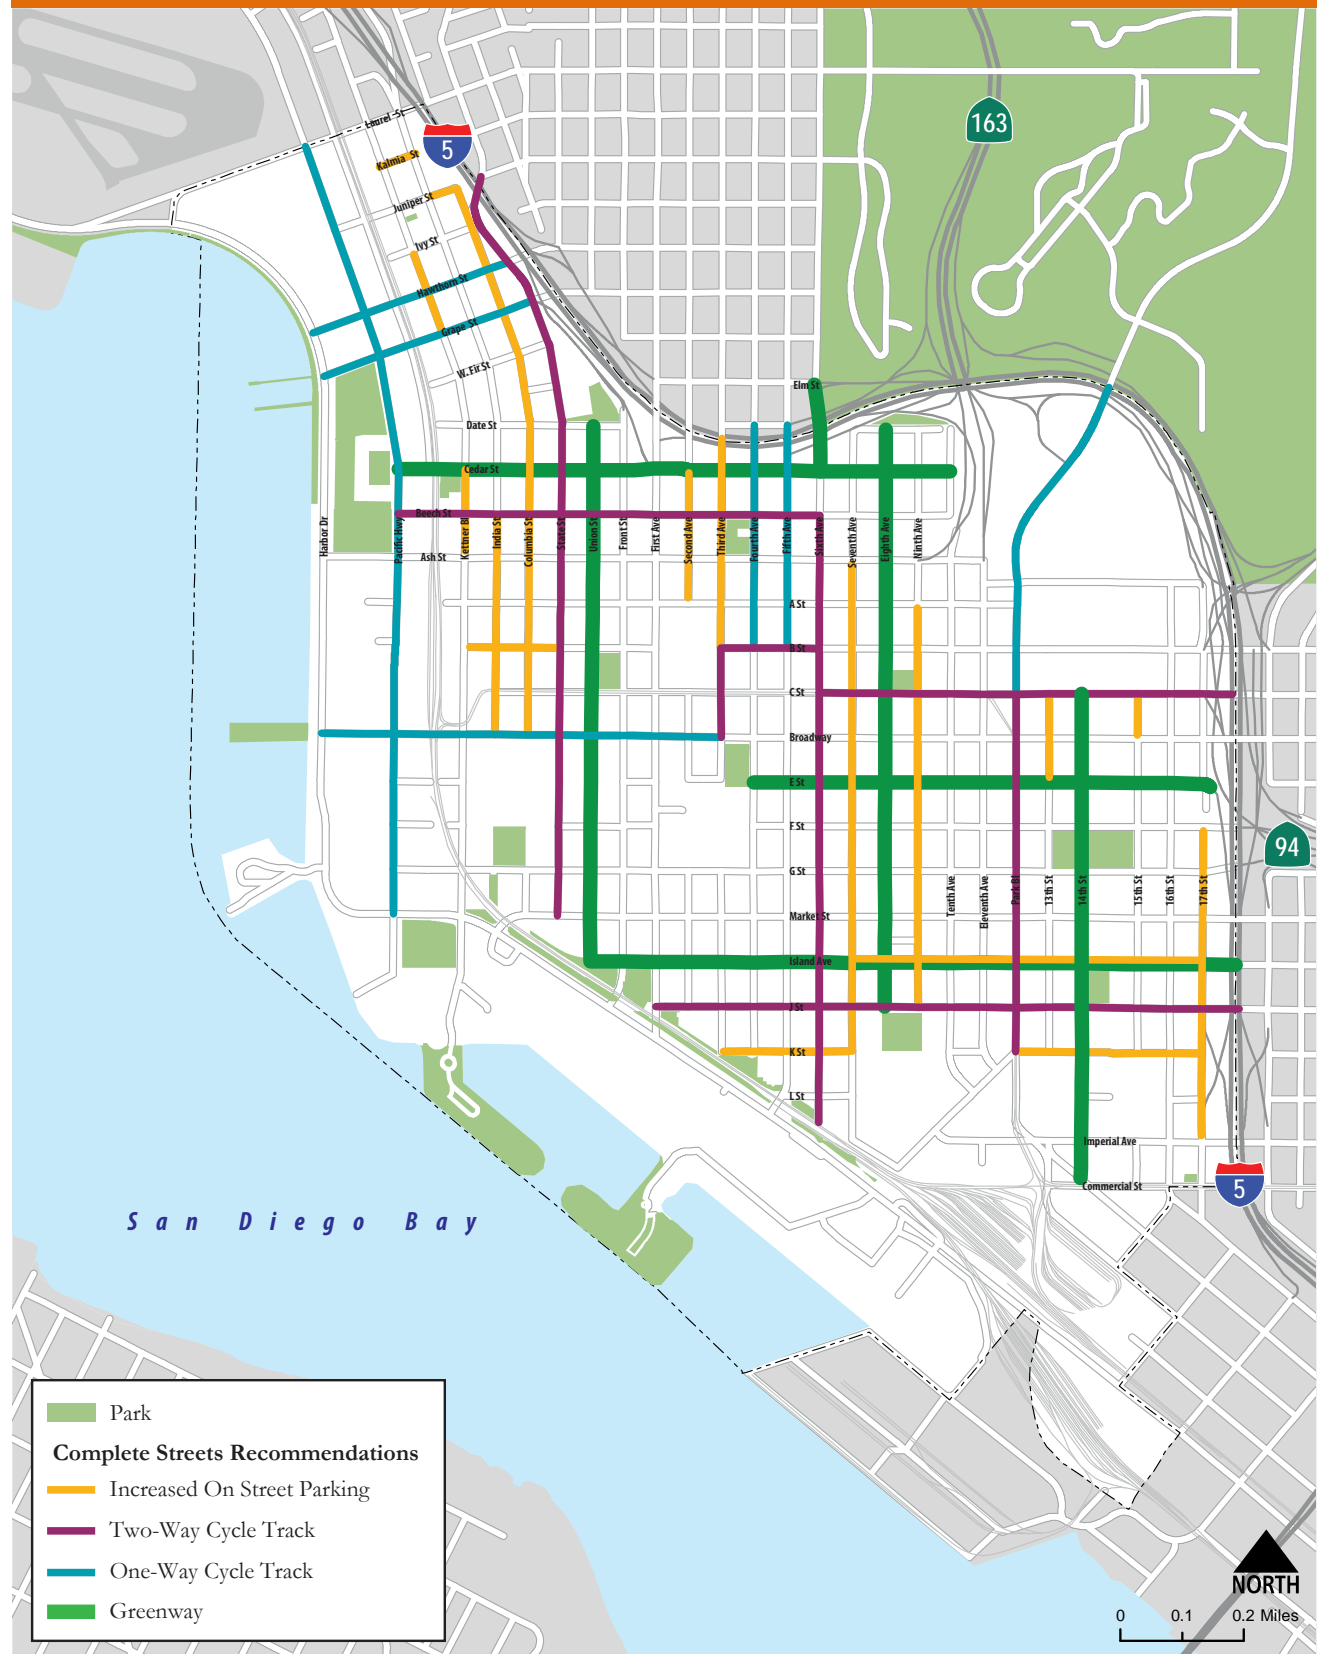 Laurel St
163
5
Kalmia St
Juniper St
Ivy St
Hawthorn St
Grape St
W. Fir St
Elm St
Date St
Cedar St
Beech St
Harbor Dr
Pacific Hwy
Ash St
Kettner Bl
India St
Columbia St
State St
Union St
Front St
First Ave
Second Ave
Third Ave
Fourth Ave
Fifth Ave
Sixth Ave
Seventh Ave
Eighth Ave
Ninth Ave
A St
B St
C St
Broadway
E St
F St
94
G St
Tenth Ave
Eleventh Ave
Park Bl
13th St
14th St
15th St
16th St
17th St
Market St
Island Ave
J St
K St
L St
Imperial Ave
Commercial St
5
San Diego Bay
Park
Complete Streets Recommendations
Increased On Street Parking
Two-Way Cycle Track
One-Way Cycle Track
Greenway
NORTH
0 0.1 0.2 Miles